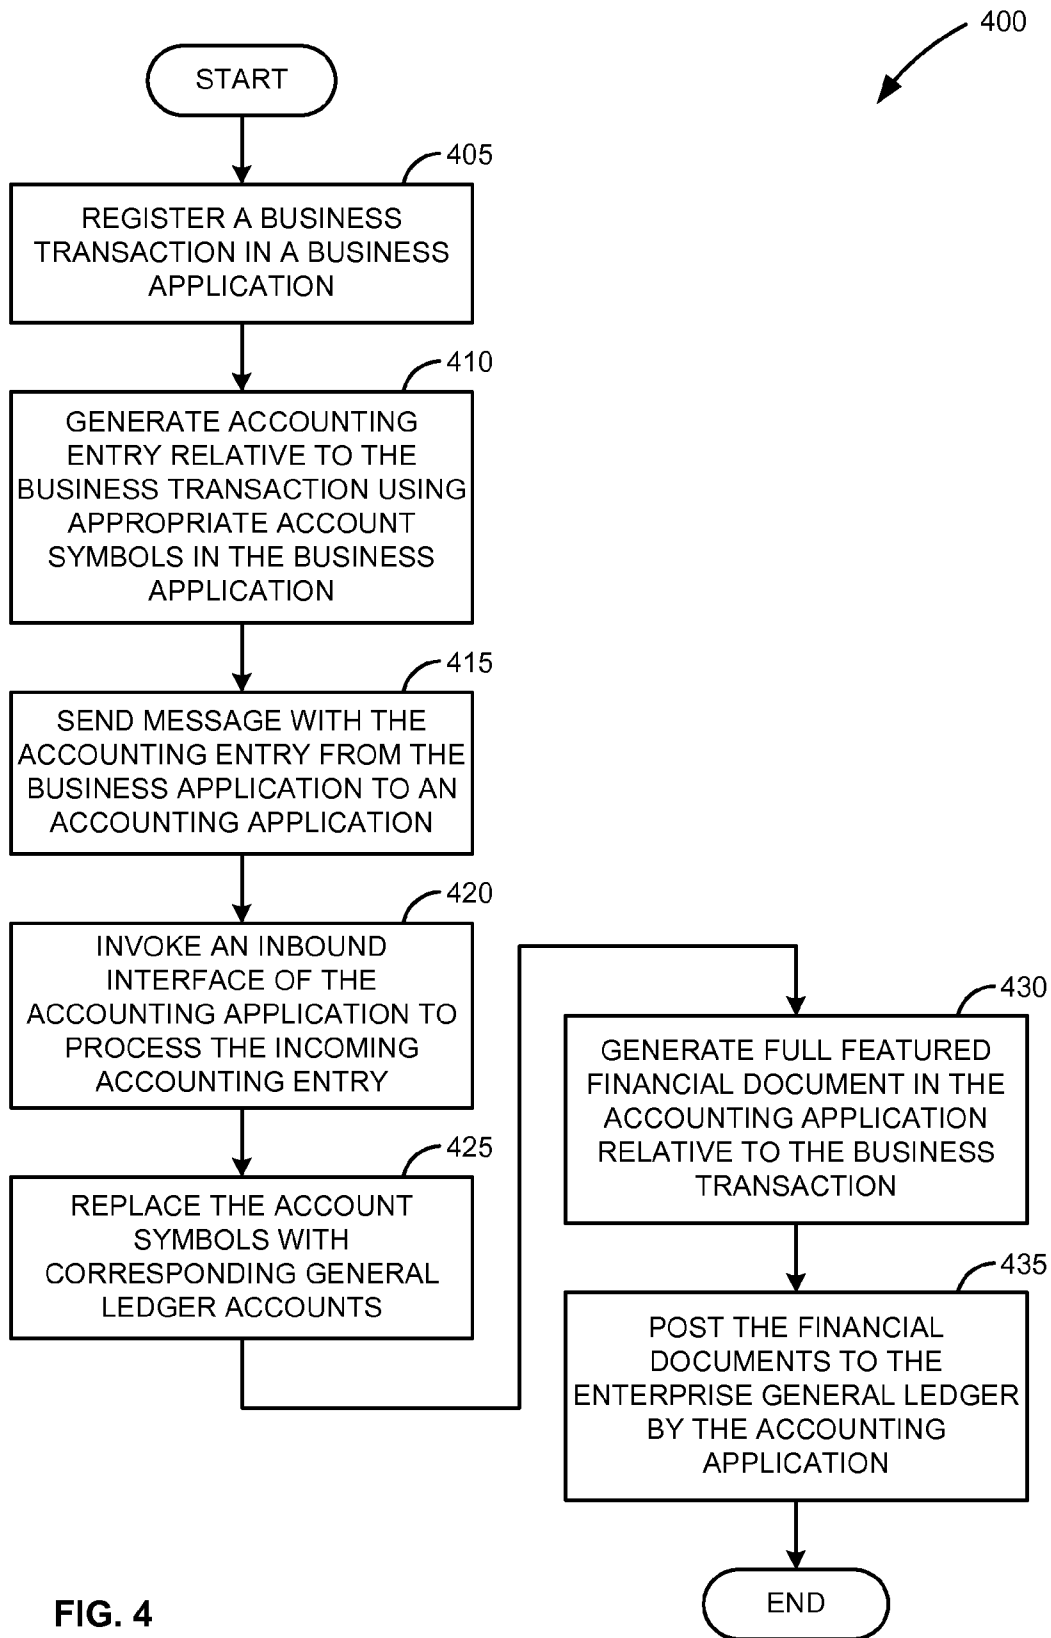 400
START
405
REGISTER A BUSINESS
TRANSACTION IN A BUSINESS
APPLICATION
410
GENERATE ACCOUNTING
ENTRY RELATIVE TO THE
BUSINESS TRANSACTION USING
APPROPRIATE ACCOUNT
SYMBOLS IN THE BUSINESS
APPLICATION
415
SEND MESSAGE WITH THE
ACCOUNTING ENTRY FROM THE
BUSINESS APPLICATION TO AN
ACCOUNTING APPLICATION
420
INVOKE AN INBOUND
INTERFACE OF THE
ACCOUNTING APPLICATION TO
PROCESS THE INCOMING
ACCOUNTING ENTRY
425
REPLACE THE ACCOUNT
SYMBOLS WITH
CORRESPONDING GENERAL
LEDGER ACCOUNTS
430
GENERATE FULL FEATURED
FINANCIAL DOCUMENT IN THE
ACCOUNTING APPLICATION
RELATIVE TO THE BUSINESS
TRANSACTION
435
POST THE FINANCIAL
DOCUMENTS TO THE
ENTERPRISE GENERAL LEDGER
BY THE ACCOUNTING
APPLICATION
END
FIG. 4